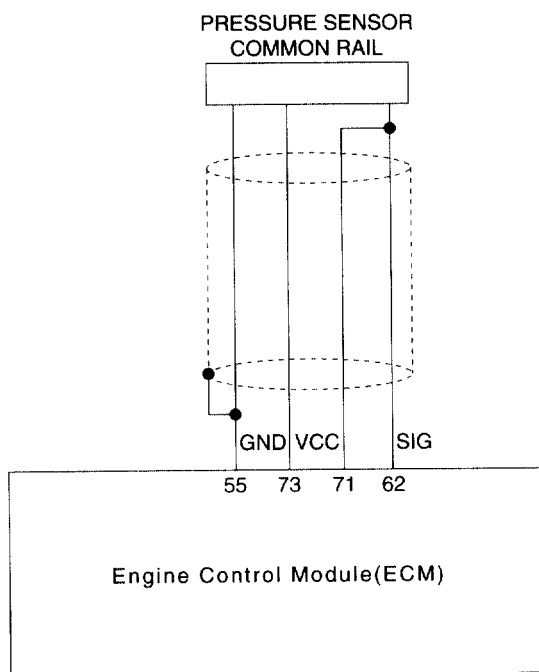 PRESSURE SENSOR
COMMON RAIL
GND VCC SIG
55 73 71 62
Engine Control Module(ECM)